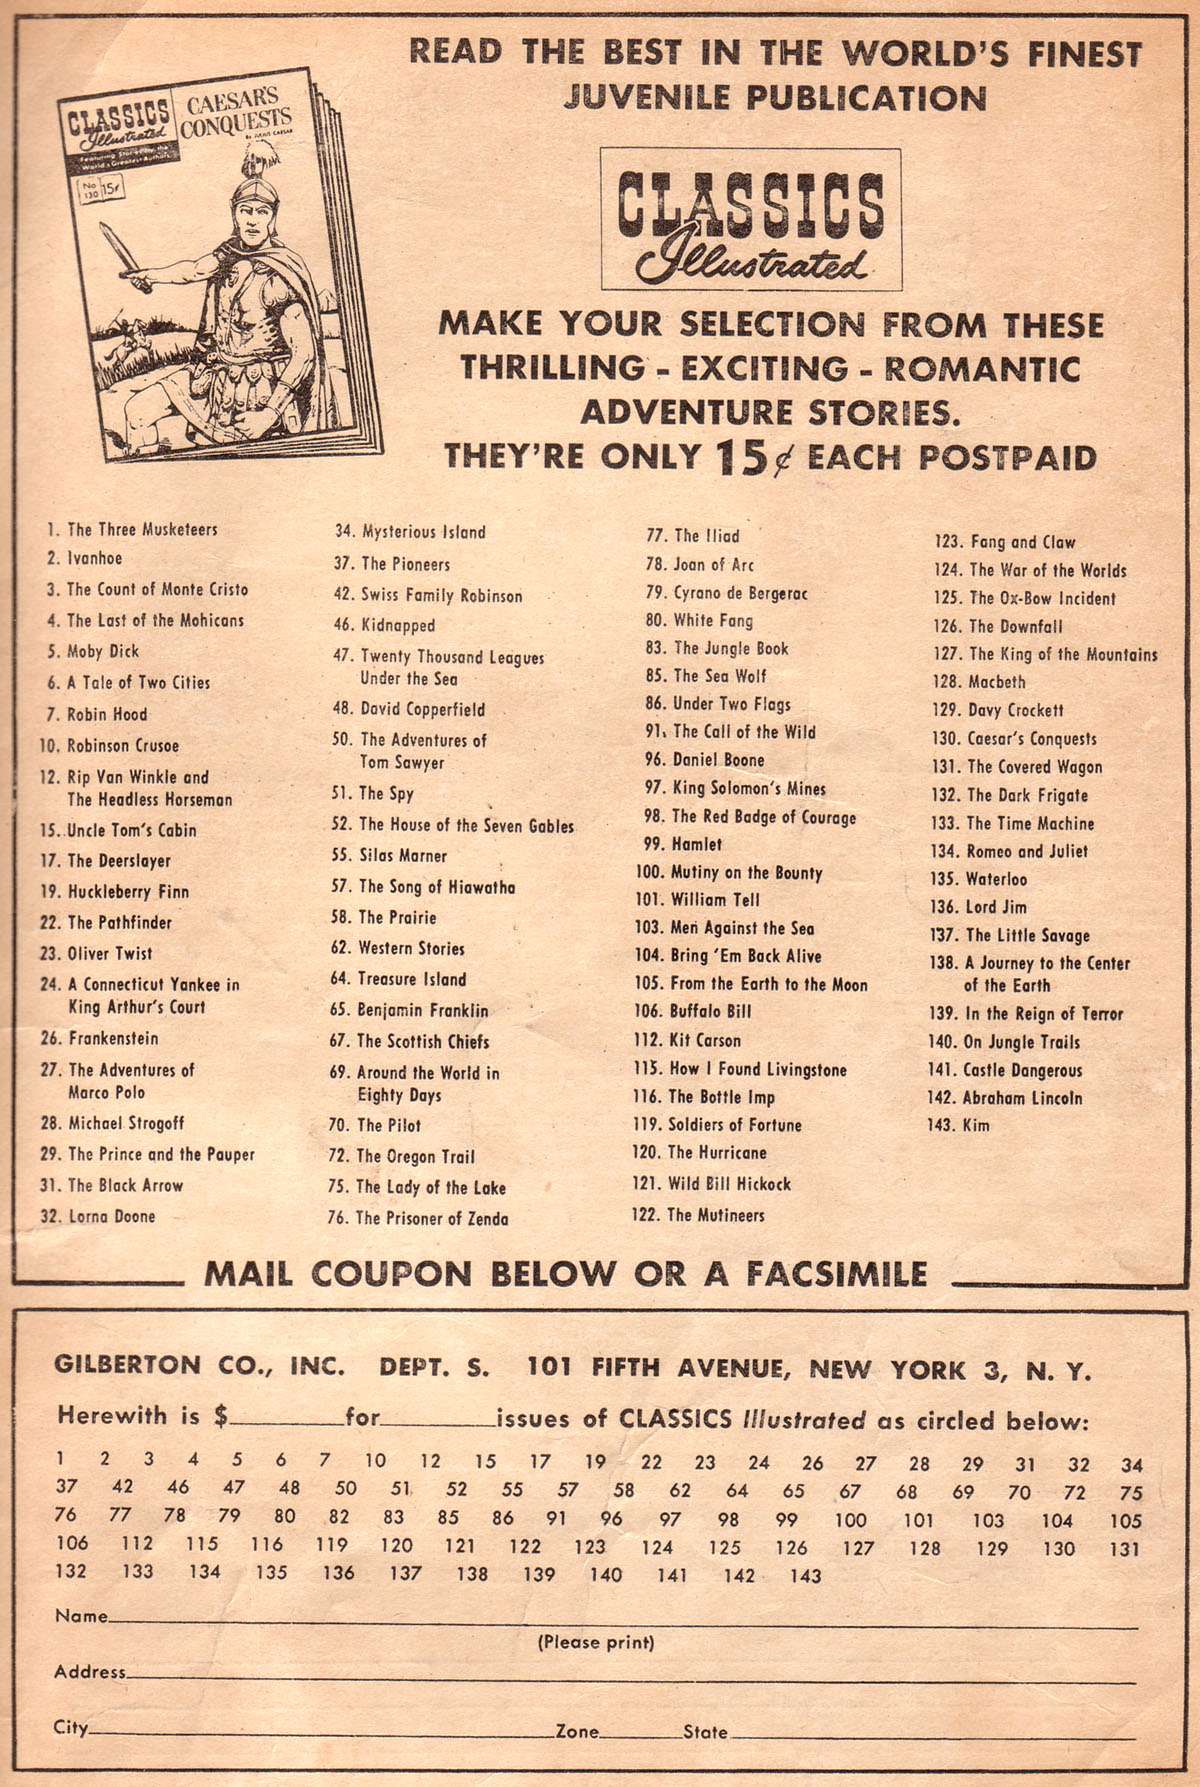 READ THE BEST IN THE WORLD'S FINEST
JUVENILE PUBLICATION
CLASSICS
Illustrated
CAESAR'S
CONQUESTS
By JULIUS CAESAR
Featuring Stories by the
World's Greatest Authors
No
130
15¢
CLASSICS
Illustrated
MAKE YOUR SELECTION FROM THESE
THRILLING - EXCITING - ROMANTIC
ADVENTURE STORIES.
THEY'RE ONLY 15¢ EACH POSTPAID
1. The Three Musketeers
2. Ivanhoe
3. The Count of Monte Cristo
4. The Last of the Mohicans
5. Moby Dick
6. A Tale of Two Cities
7. Robin Hood
10. Robinson Crusoe
12. Rip Van Winkle and
The Headless Horseman
15. Uncle Tom's Cabin
17. The Deerslayer
19. Huckleberry Finn
22. The Pathfinder
23. Oliver Twist
24. A Connecticut Yankee in
King Arthur's Court
26. Frankenstein
27. The Adventures of
Marco Polo
28. Michael Strogoff
29. The Prince and the Pauper
31. The Black Arrow
32. Lorna Doone
34. Mysterious Island
37. The Pioneers
42. Swiss Family Robinson
46. Kidnapped
47. Twenty Thousand Leagues
Under the Sea
48. David Copperfield
50. The Adventures of
Tom Sawyer
51. The Spy
52. The House of the Seven Gables
55. Silas Marner
57. The Song of Hiawatha
58. The Prairie
62. Western Stories
64. Treasure Island
65. Benjamin Franklin
67. The Scottish Chiefs
69. Around the World in
Eighty Days
70. The Pilot
72. The Oregon Trail
75. The Lady of the Lake
76. The Prisoner of Zenda
77. The Iliad
78. Joan of Arc
79. Cyrano de Bergerac
80. White Fang
83. The Jungle Book
85. The Sea Wolf
86. Under Two Flags
91. The Call of the Wild
96. Daniel Boone
97. King Solomon's Mines
98. The Red Badge of Courage
99. Hamlet
100. Mutiny on the Bounty
101. William Tell
103. Men Against the Sea
104. Bring 'Em Back Alive
105. From the Earth to the Moon
106. Buffalo Bill
112. Kit Carson
115. How I Found Livingstone
116. The Bottle Imp
119. Soldiers of Fortune
120. The Hurricane
121. Wild Bill Hickock
122. The Mutineers
123. Fang and Claw
124. The War of the Worlds
125. The Ox-Bow Incident
126. The Downfall
127. The King of the Mountains
128. Macbeth
129. Davy Crockett
130. Caesar's Conquests
131. The Covered Wagon
132. The Dark Frigate
133. The Time Machine
134. Romeo and Juliet
135. Waterloo
136. Lord Jim
137. The Little Savage
138. A Journey to the Center
of the Earth
139. In the Reign of Terror
140. On Jungle Trails
141. Castle Dangerous
142. Abraham Lincoln
143. Kim
MAIL COUPON BELOW OR A FACSIMILE
GILBERTON CO., INC. DEPT. S. 101 FIFTH AVENUE, NEW YORK 3, N. Y.
Herewith is $________for________issues of CLASSICS Illustrated as circled below:
1 2 3 4 5 6 7 10 12 15 17 19 22 23 24 26 27 28 29 31 32 34
37 42 46 47 48 50 51 52 55 57 58 62 64 65 67 68 69 70 72 75
76 77 78 79 80 82 83 85 86 91 96 97 98 99 100 101 103 104 105
106 112 115 116 119 120 121 122 123 124 125 126 127 128 129 130 131
132 133 134 135 136 137 138 139 140 141 142 143
Name
(Please print)
Address
City Zone State